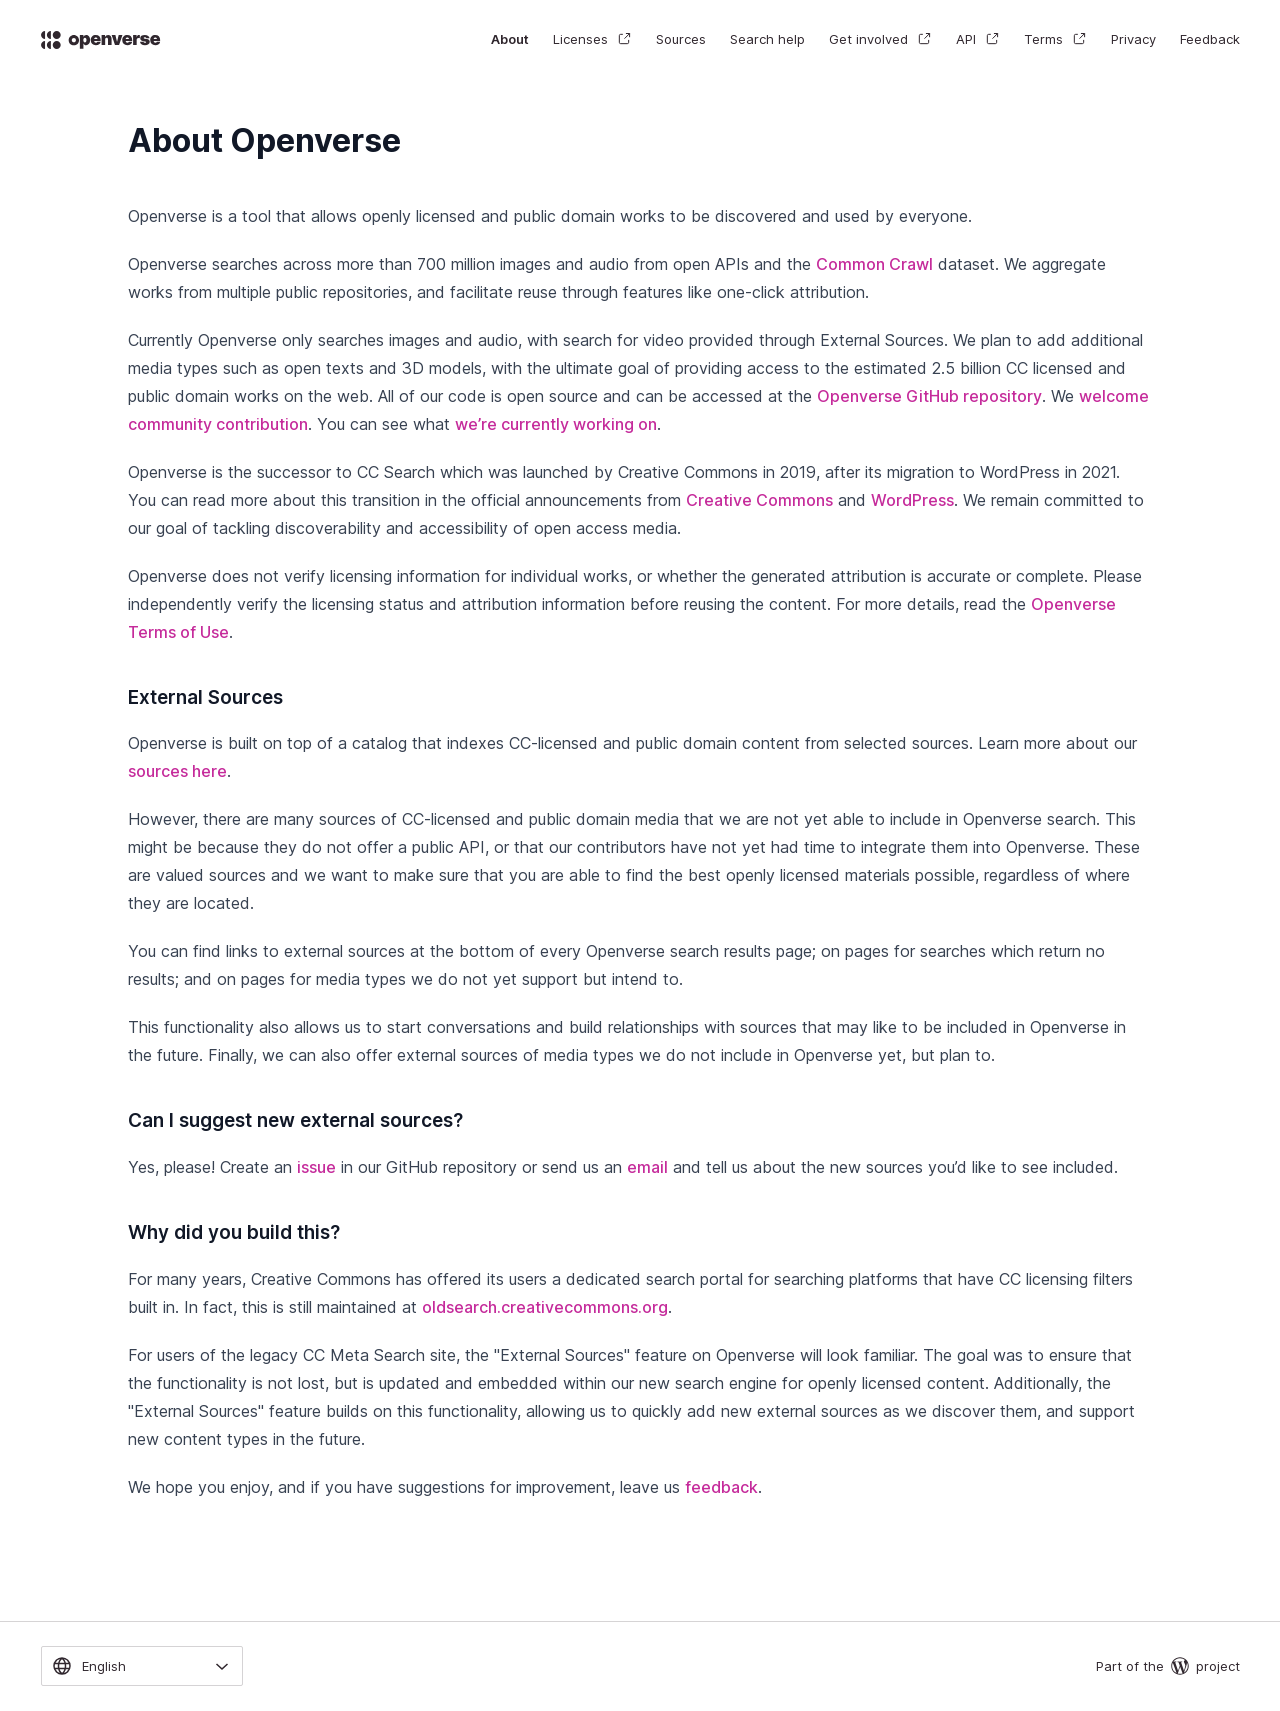 openverse
About Licenses Sources Search help Get involved API Terms Privacy Feedback
About Openverse
Openverse is a tool that allows openly licensed and public domain works to be discovered and used by everyone.
Openverse searches across more than 700 million images and audio from open APIs and the Common Crawl dataset. We aggregate
works from multiple public repositories, and facilitate reuse through features like one-click attribution.
Currently Openverse only searches images and audio, with search for video provided through External Sources. We plan to add additional
media types such as open texts and 3D models, with the ultimate goal of providing access to the estimated 2.5 billion CC licensed and
public domain works on the web. All of our code is open source and can be accessed at the Openverse GitHub repository. We welcome
community contribution. You can see what we’re currently working on.
Openverse is the successor to CC Search which was launched by Creative Commons in 2019, after its migration to WordPress in 2021.
You can read more about this transition in the official announcements from Creative Commons and WordPress. We remain committed to
our goal of tackling discoverability and accessibility of open access media.
Openverse does not verify licensing information for individual works, or whether the generated attribution is accurate or complete. Please
independently verify the licensing status and attribution information before reusing the content. For more details, read the Openverse
Terms of Use.
External Sources
Openverse is built on top of a catalog that indexes CC-licensed and public domain content from selected sources. Learn more about our
sources here.
However, there are many sources of CC-licensed and public domain media that we are not yet able to include in Openverse search. This
might be because they do not offer a public API, or that our contributors have not yet had time to integrate them into Openverse. These
are valued sources and we want to make sure that you are able to find the best openly licensed materials possible, regardless of where
they are located.
You can find links to external sources at the bottom of every Openverse search results page; on pages for searches which return no
results; and on pages for media types we do not yet support but intend to.
This functionality also allows us to start conversations and build relationships with sources that may like to be included in Openverse in
the future. Finally, we can also offer external sources of media types we do not include in Openverse yet, but plan to.
Can I suggest new external sources?
Yes, please! Create an issue in our GitHub repository or send us an email and tell us about the new sources you’d like to see included.
Why did you build this?
For many years, Creative Commons has offered its users a dedicated search portal for searching platforms that have CC licensing filters
built in. In fact, this is still maintained at oldsearch.creativecommons.org.
For users of the legacy CC Meta Search site, the "External Sources" feature on Openverse will look familiar. The goal was to ensure that
the functionality is not lost, but is updated and embedded within our new search engine for openly licensed content. Additionally, the
"External Sources" feature builds on this functionality, allowing us to quickly add new external sources as we discover them, and support
new content types in the future.
We hope you enjoy, and if you have suggestions for improvement, leave us feedback.
English
Part of the project